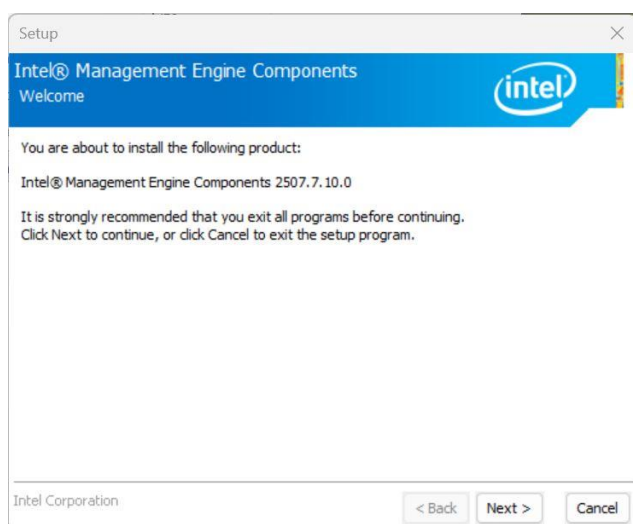 Setup
Intel® Management Engine Components
Welcome
intel
You are about to install the following product:
Intel® Management Engine Components 2507.7.10.0
It is strongly recommended that you exit all programs before continuing.
Click Next to continue, or click Cancel to exit the setup program.
Intel Corporation
< Back Next > Cancel